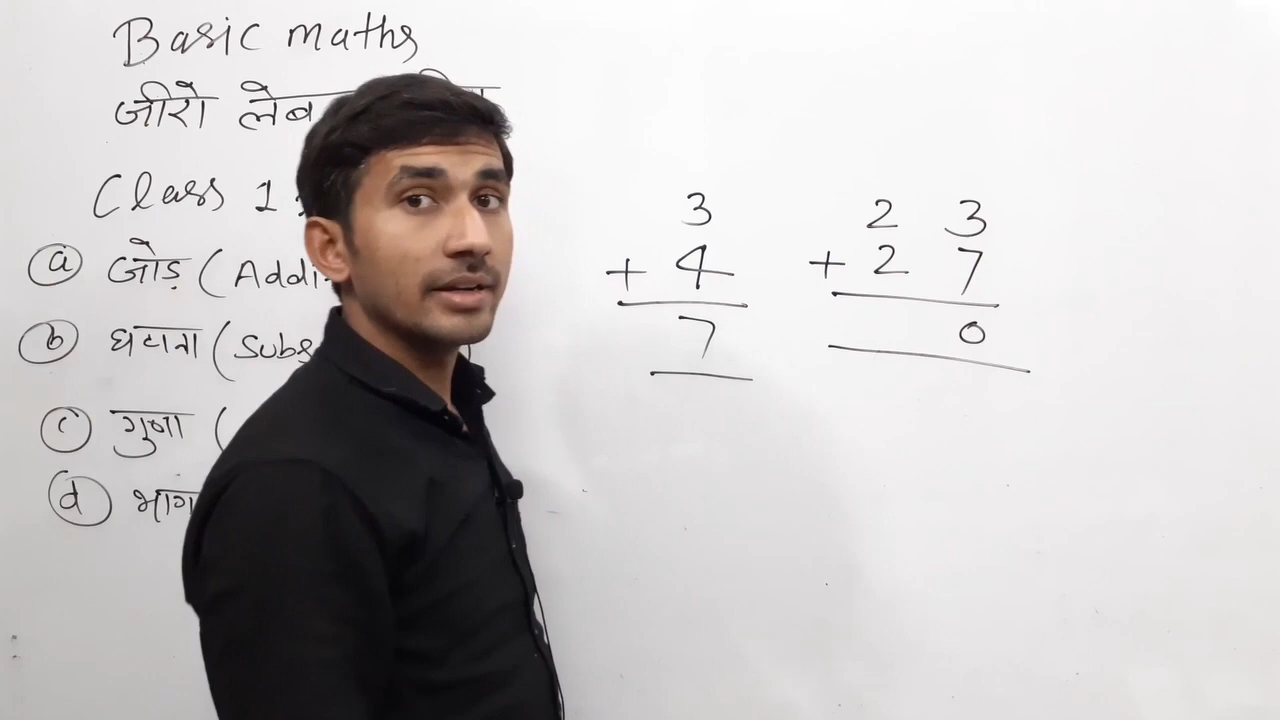 Basic maths
जीरो लेब
Class 1
(a) जोड़ (Addi
(b) घटाना (Subs
(c) गुणा (
(d) भाग
3
+ 4
7
2 3
+ 2 7
0